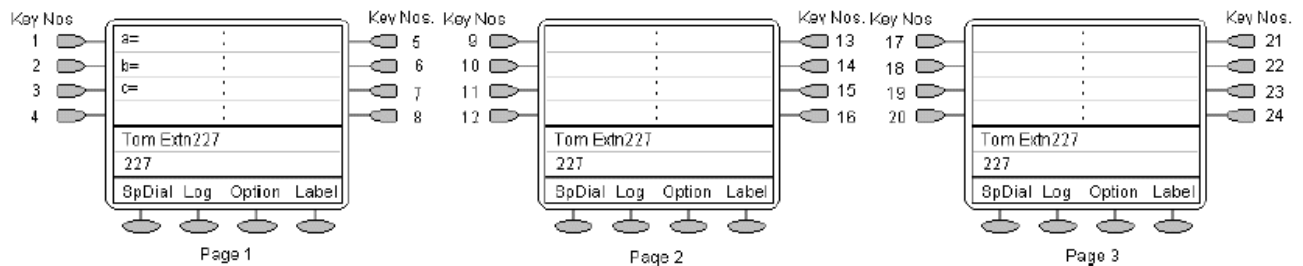 Key Nos Key Nos. Key Nos. Key Nos.
Key Nos Key Nos.
1 a= : 5 9 : 13 17 : 21
2 b= : 6 10 : 14 18 : 22
3 c= : 7 11 : 15 19 : 23
4 : 8 12 : 16 20 : 24
Tom Extn227 Tom Extn227 Tom Extn227
227 227 227
SpDial Log Option Label SpDial Log Option Label SpDial Log Option Label
Page 1 Page 2 Page 3